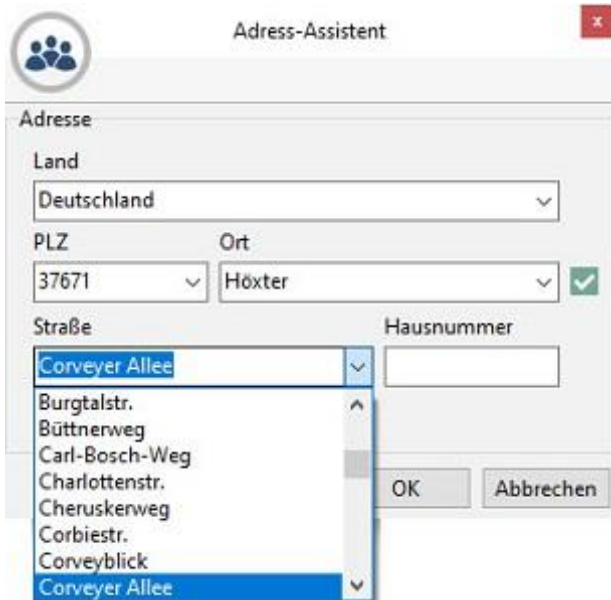 Adress-Assistent
x
Adresse
Land
Deutschland
PLZ Ort
37671 Höxter
Straße Hausnummer
Corveyer Allee
Burgtalstr.
Büttnerweg
Carl-Bosch-Weg
Charlottenstr.
Cheruskerweg
Corbiestr.
Corveyblick
Corveyer Allee
OK Abbrechen